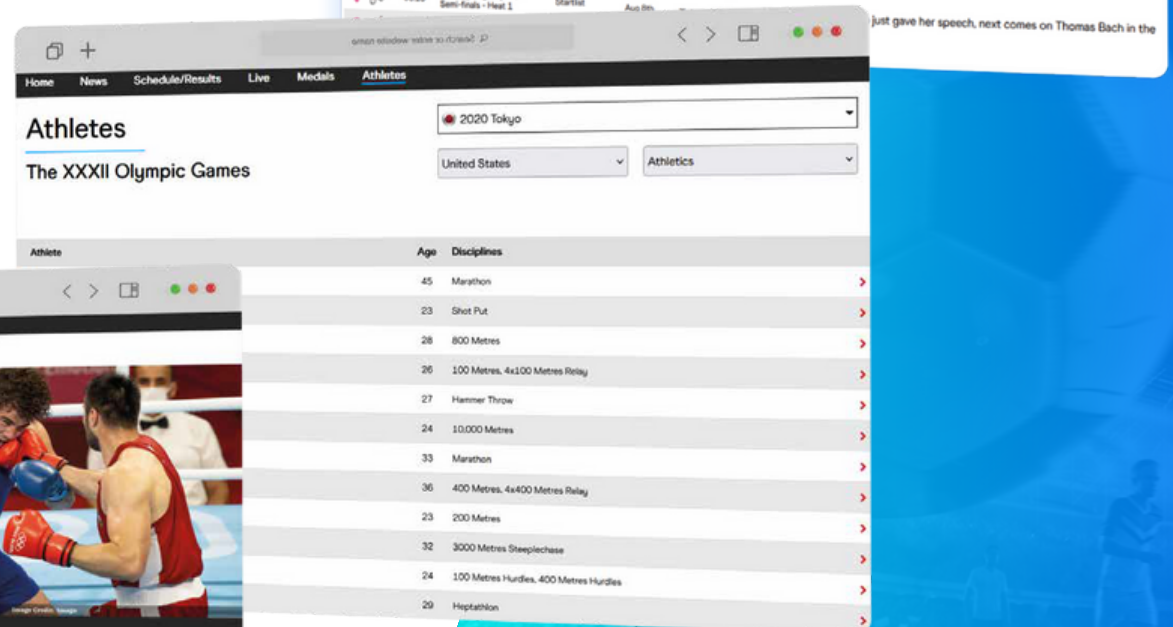 Semi-finals - Heat 1
Startlist
Aug 8th
just gave her speech, next comes on Thomas Bach in the
Search or enter website name
Home News Schedule/Results Live Medals Athletes
Athletes
2020 Tokyo
The XXXII Olympic Games
United States
Athletics
Athlete Age Disciplines
45 Marathon
23 Shot Put
28 800 Metres
26 100 Metres, 4x100 Metres Relay
27 Hammer Throw
24 10,000 Metres
33 Marathon
36 400 Metres, 4x400 Metres Relay
23 200 Metres
32 3000 Metres Steeplechase
24 100 Metres Hurdles, 400 Metres Hurdles
29 Heptathlon
Image Credit: Imago